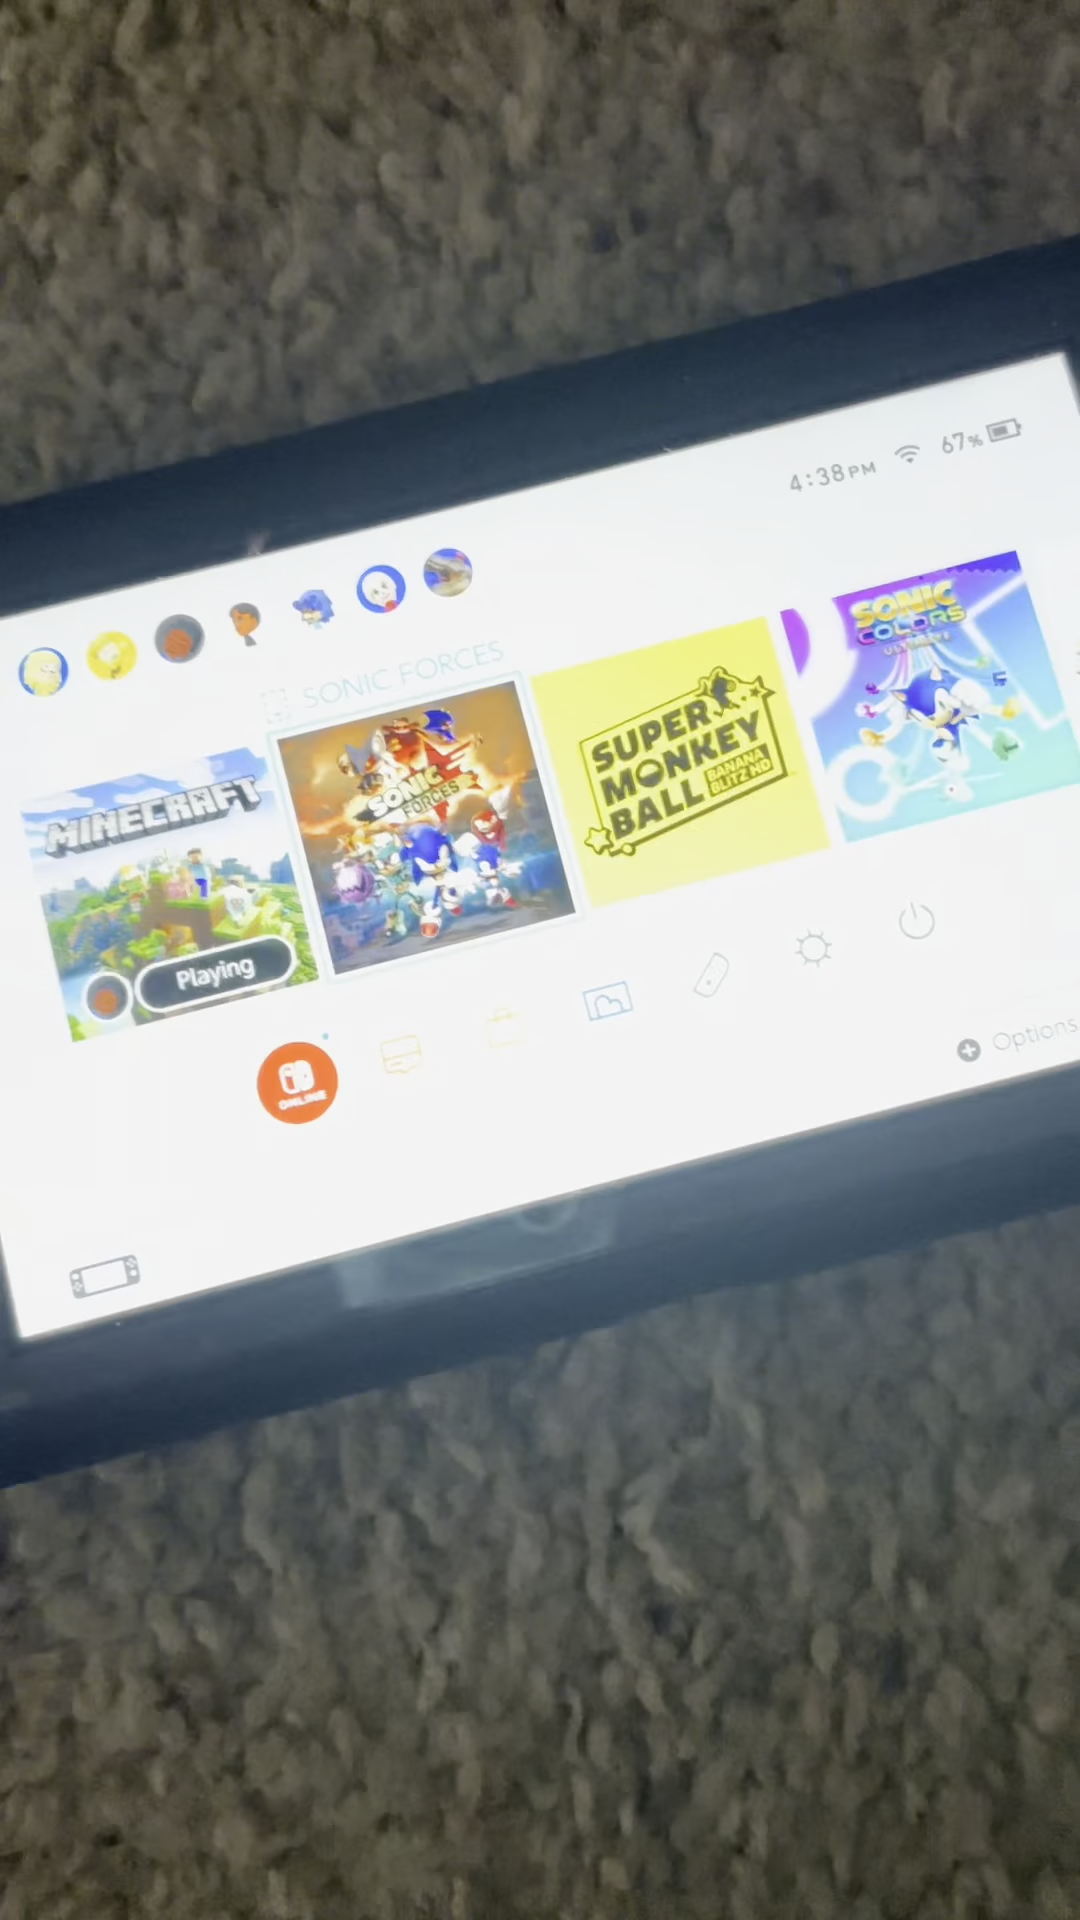 4:38 PM 67%
SONIC FORCES
MINECRAFT
Playing
SONIC
FORCES
SUPER
MONKEY
BALL
BANANA
BLITZ HD
SONIC
COLORS
ULTIMATE
ONLINE
Options